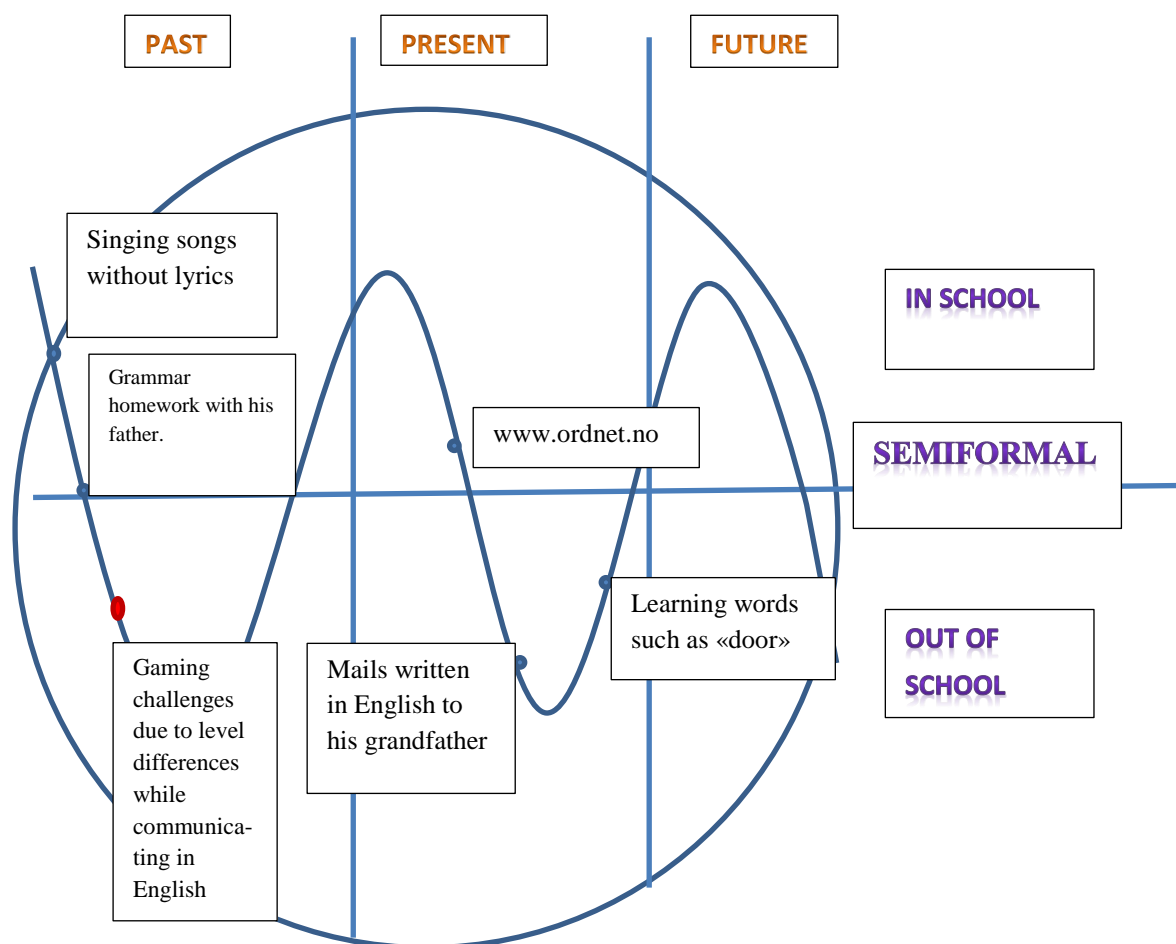 PAST
PRESENT
FUTURE
Singing songs
without lyrics
IN SCHOOL
Grammar
homework with his
father.
www.ordnet.no
SEMIFORMAL
Learning words
such as «door»
OUT OF
SCHOOL
Mails written
in English to
his grandfather
Gaming
challenges
due to level
differences
while
communica-
ting in
English